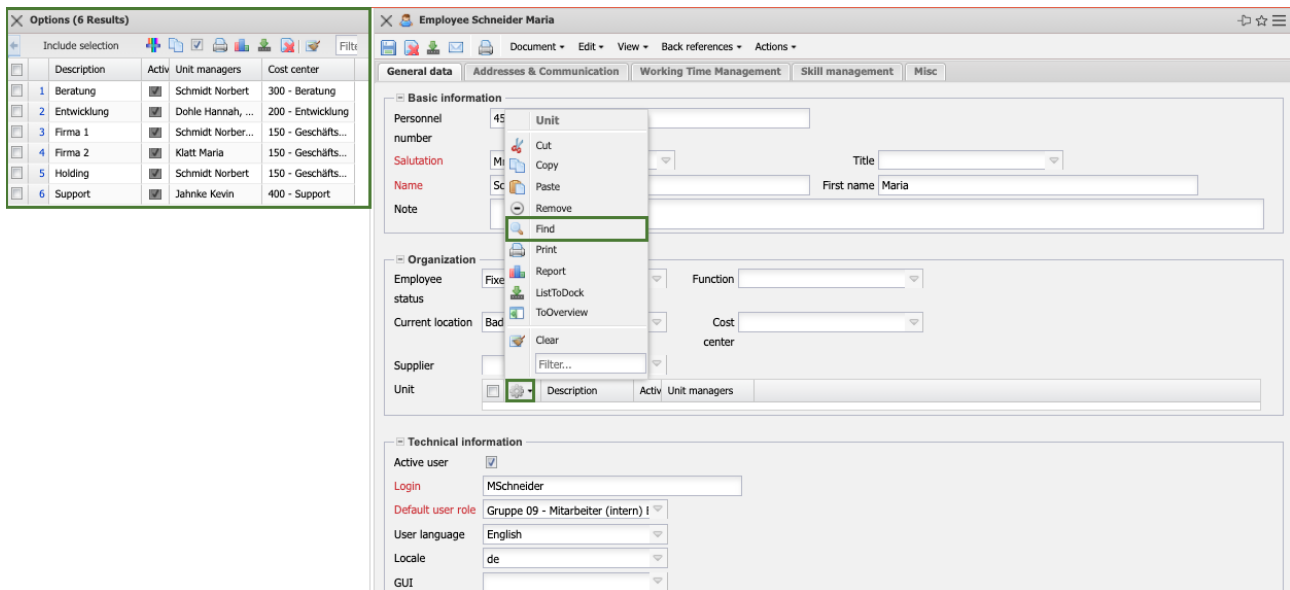 Options (6 Results)
Include selection Filte
Description Activ Unit managers Cost center
1 Beratung Schmidt Norbert 300 - Beratung
2 Entwicklung Dohle Hannah, ... 200 - Entwicklung
3 Firma 1 Schmidt Norber... 150 - Geschäfts...
4 Firma 2 Klatt Maria 150 - Geschäfts...
5 Holding Schmidt Norbert 150 - Geschäfts...
6 Support Jahnke Kevin 400 - Support
Employee Schneider Maria
Document Edit View Back references Actions
General data Addresses & Communication Working Time Management Skill management Misc
Basic information
Personnel number 45
Salutation Title
Name Sc First name Maria
Note
Unit
Cut
Copy
Paste
Remove
Find
Print
Report
ListToDock
ToOverview
Clear
Filter...
Organization
Employee status Fixe Function
Current location Bad Cost center
Supplier
Unit Description Activ Unit managers
Technical information
Active user
Login MSchneider
Default user role Gruppe 09 - Mitarbeiter (intern)
User language English
Locale de
GUI